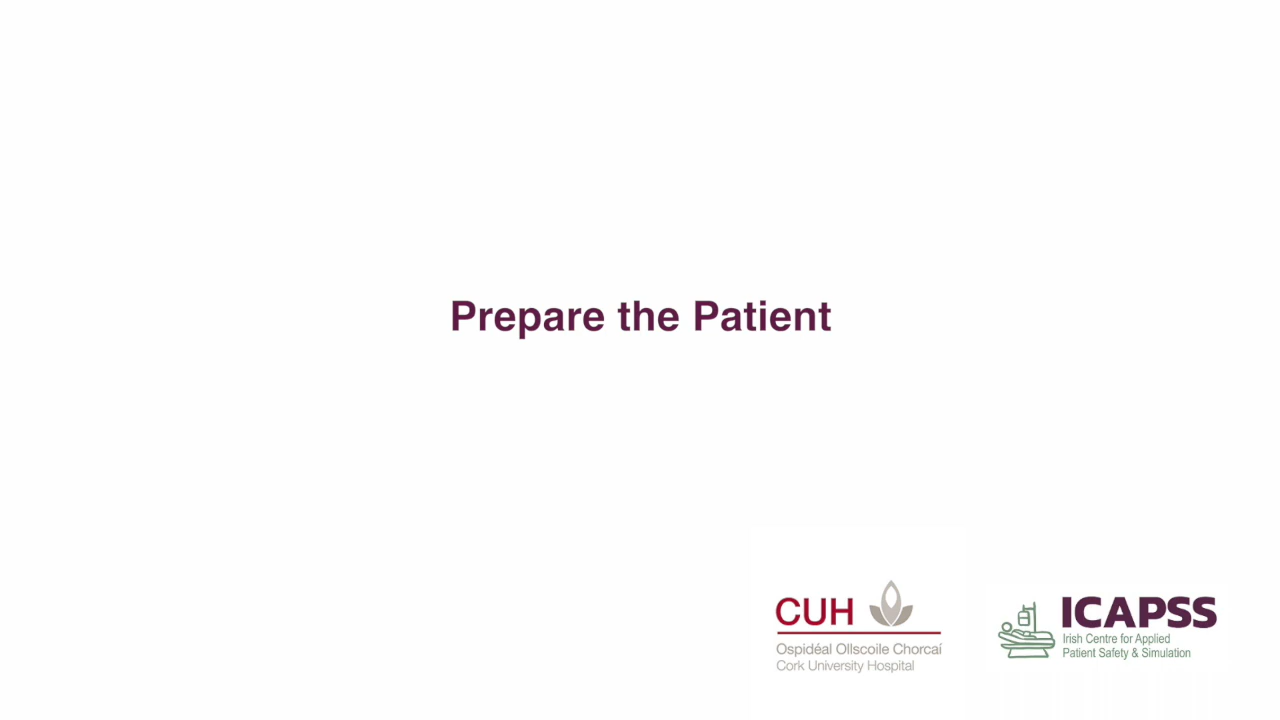 Prepare the Patient
CUH
Ospidéal Ollscoile Chorcaí
Cork University Hospital
ICAPSS
Irish Centre for Applied
Patient Safety & Simulation